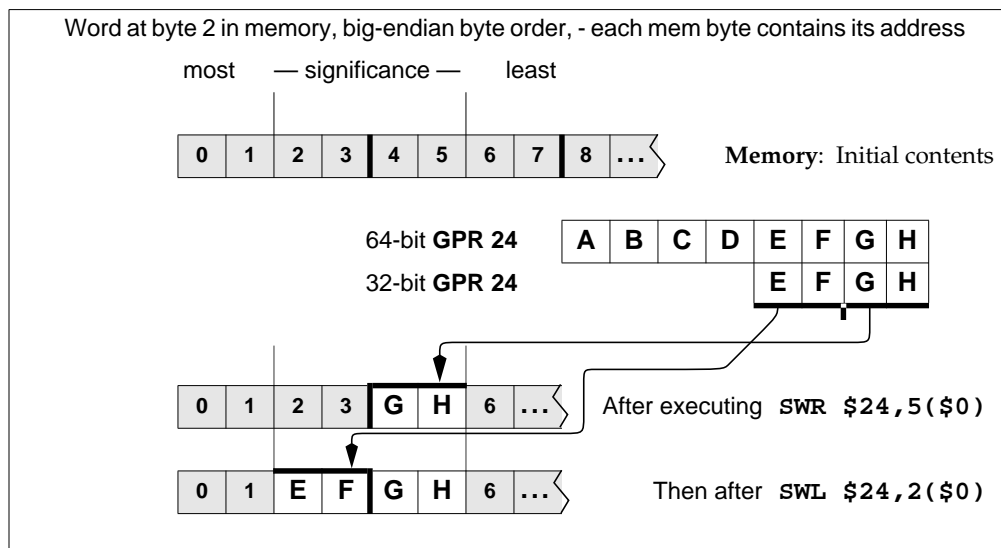 Word at byte 2 in memory, big-endian byte order, - each mem byte contains its address
most — significance — least
0 1 2 3 4 5 6 7 8 ... Memory: Initial contents
64-bit GPR 24 A B C D E F G H
32-bit GPR 24 E F G H
0 1 2 3 G H 6 ... After executing SWR $24,5($0)
0 1 E F G H 6 ... Then after SWL $24,2($0)